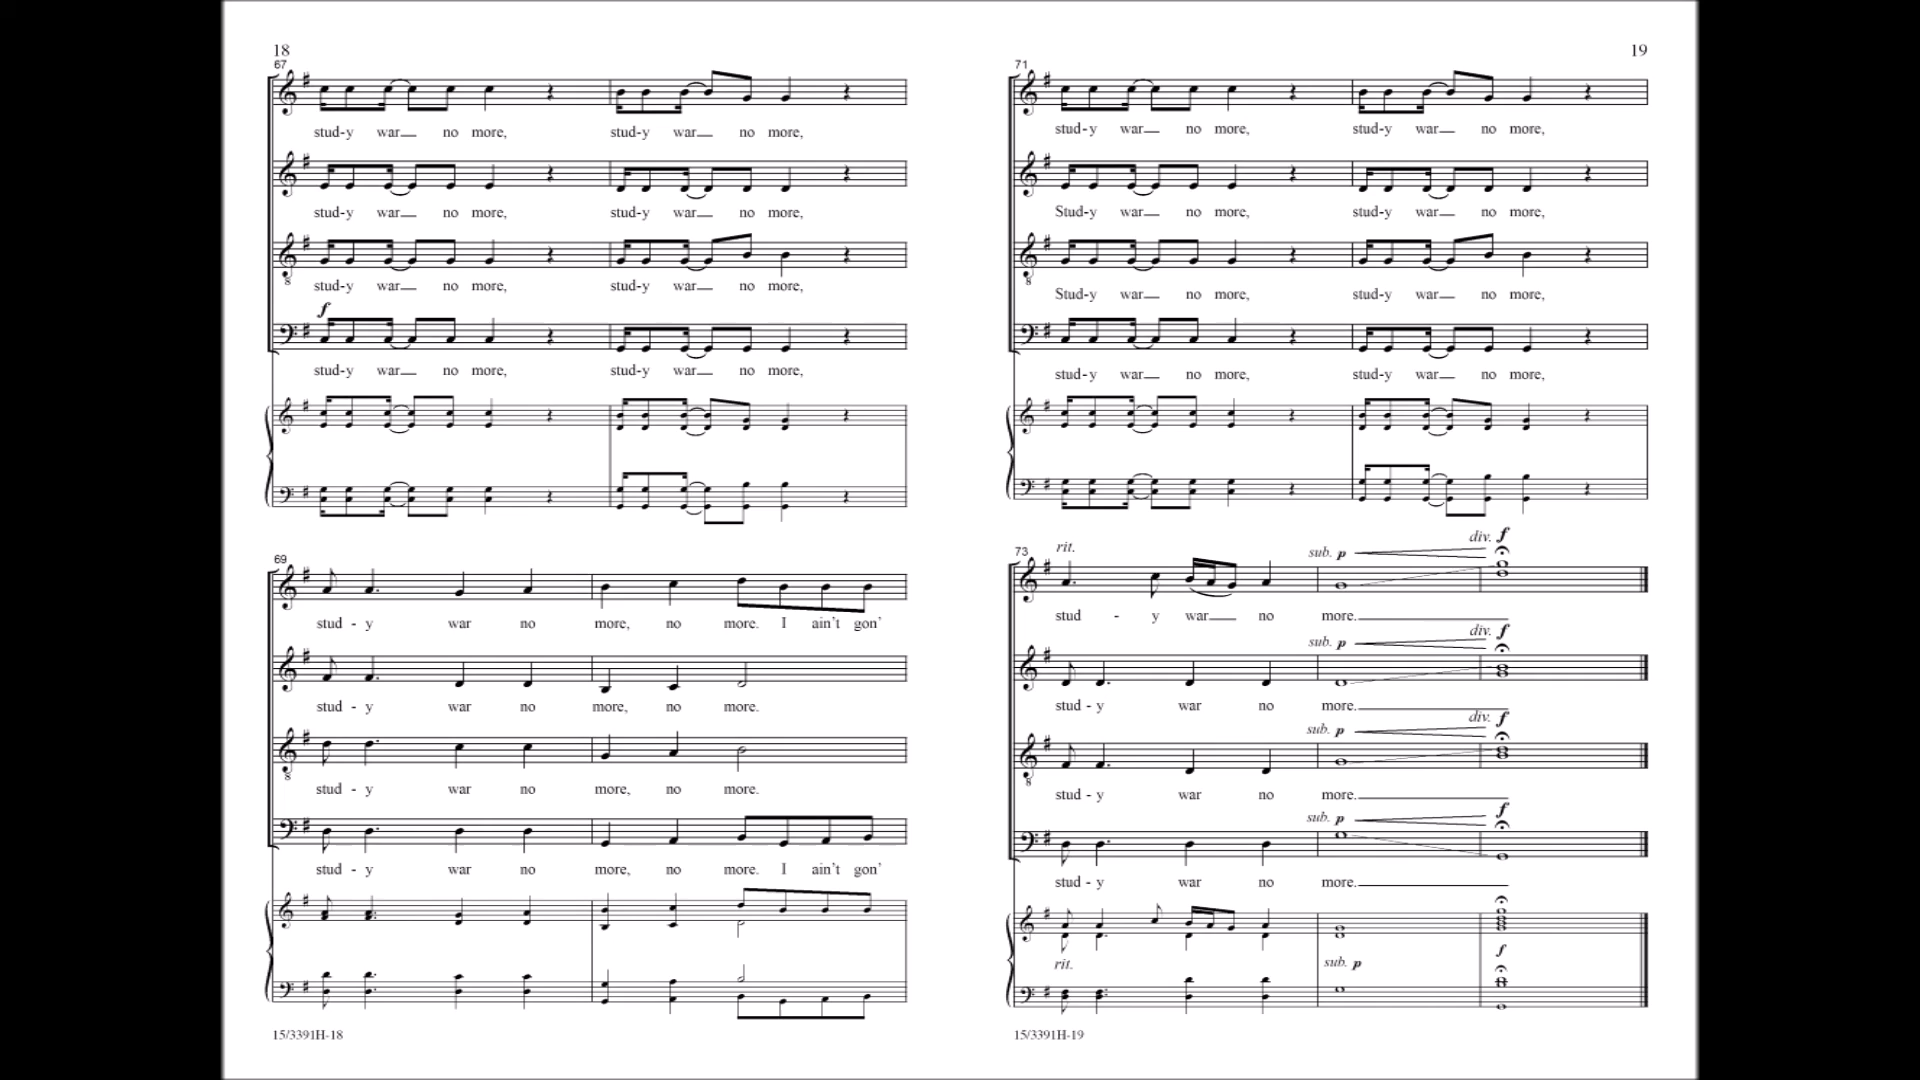 18
67
stud-y war no more, stud-y war no more,
stud-y war no more, stud-y war no more,
stud-y war no more, stud-y war no more,
f
stud-y war no more, stud-y war no more,
69
stud - y war no more, no more. I ain't gon'
stud - y war no more, no more.
stud - y war no more, no more.
stud - y war no more, no more. I ain't gon'
15/3391H-18
19
71
stud-y war no more, stud-y war no more,
Stud-y war no more, stud-y war no more,
Stud-y war no more, stud-y war no more,
stud-y war no more, stud-y war no more,
73
rit. sub. p div. f
stud - y war no more.
sub. p div. f
stud - y war no more.
sub. p div. f
stud - y war no more.
sub. p f
stud - y war no more.
rit. sub. p f
15/3391H-19